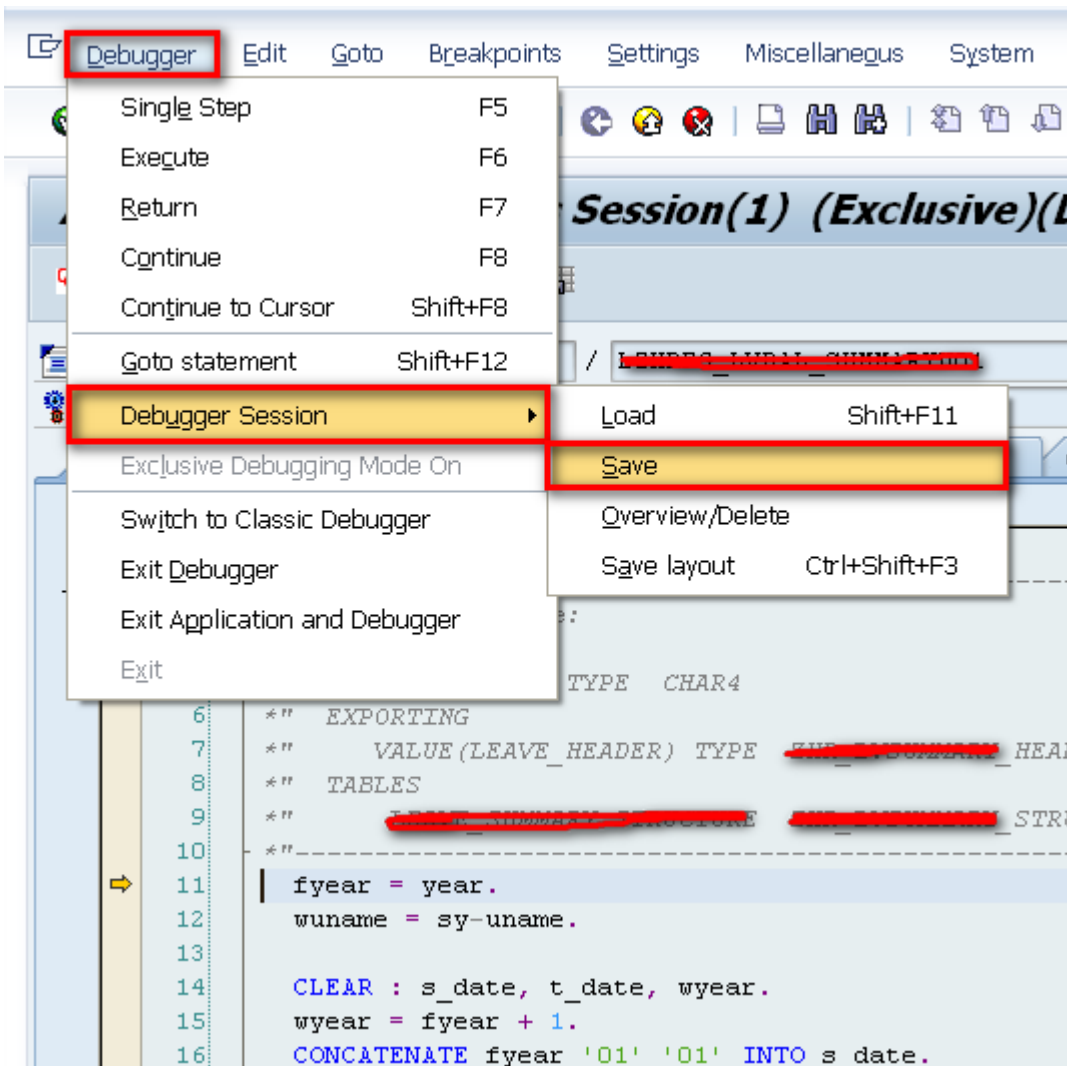 Debugger Edit Goto Breakpoints Settings Miscellaneous System
Single Step F5
Execute F6
Return F7
Session(1) (Exclusive)(
Continue F8
Continue to Cursor Shift+F8
Goto statement Shift+F12
/
Debugger Session
Load Shift+F11
Exclusive Debugging Mode On
Save
Switch to Classic Debugger
Overview/Delete
Exit Debugger
Save layout Ctrl+Shift+F3
Exit Application and Debugger
:
Exit
TYPE CHAR4
6 *" EXPORTING
7 *" VALUE(LEAVE_HEADER) TYPE _HEA
8 *" TABLES
9 *" _STRU
10 *"------------------------------------------------
11 fyear = year.
12 wuname = sy-uname.
13
14 CLEAR : s_date, t_date, wyear.
15 wyear = fyear + 1.
16 CONCATENATE fyear '01' '01' INTO s_date.